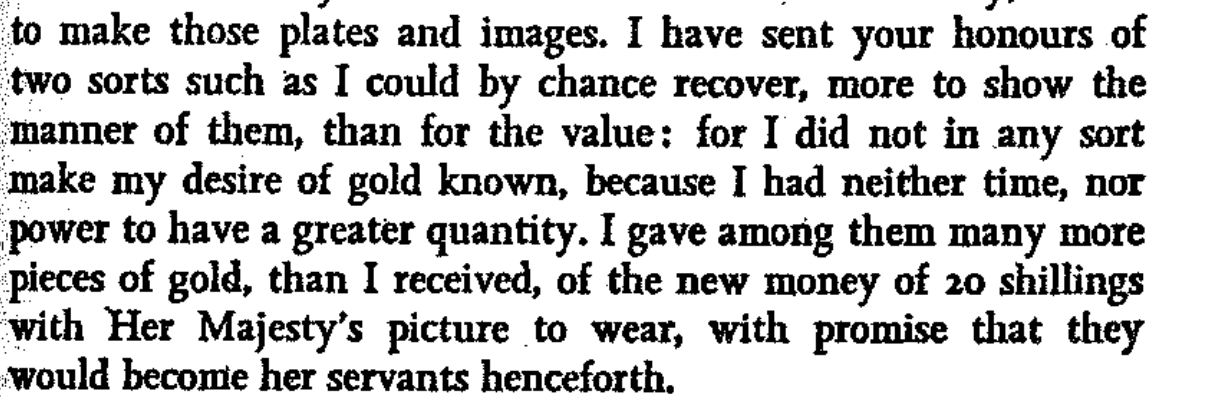 to make those plates and images. I have sent your honours of
two sorts such as I could by chance recover, more to show the
manner of them, than for the value: for I did not in any sort
make my desire of gold known, because I had neither time, nor
power to have a greater quantity. I gave among them many more
pieces of gold, than I received, of the new money of 20 shillings
with Her Majesty's picture to wear, with promise that they
would become her servants henceforth.